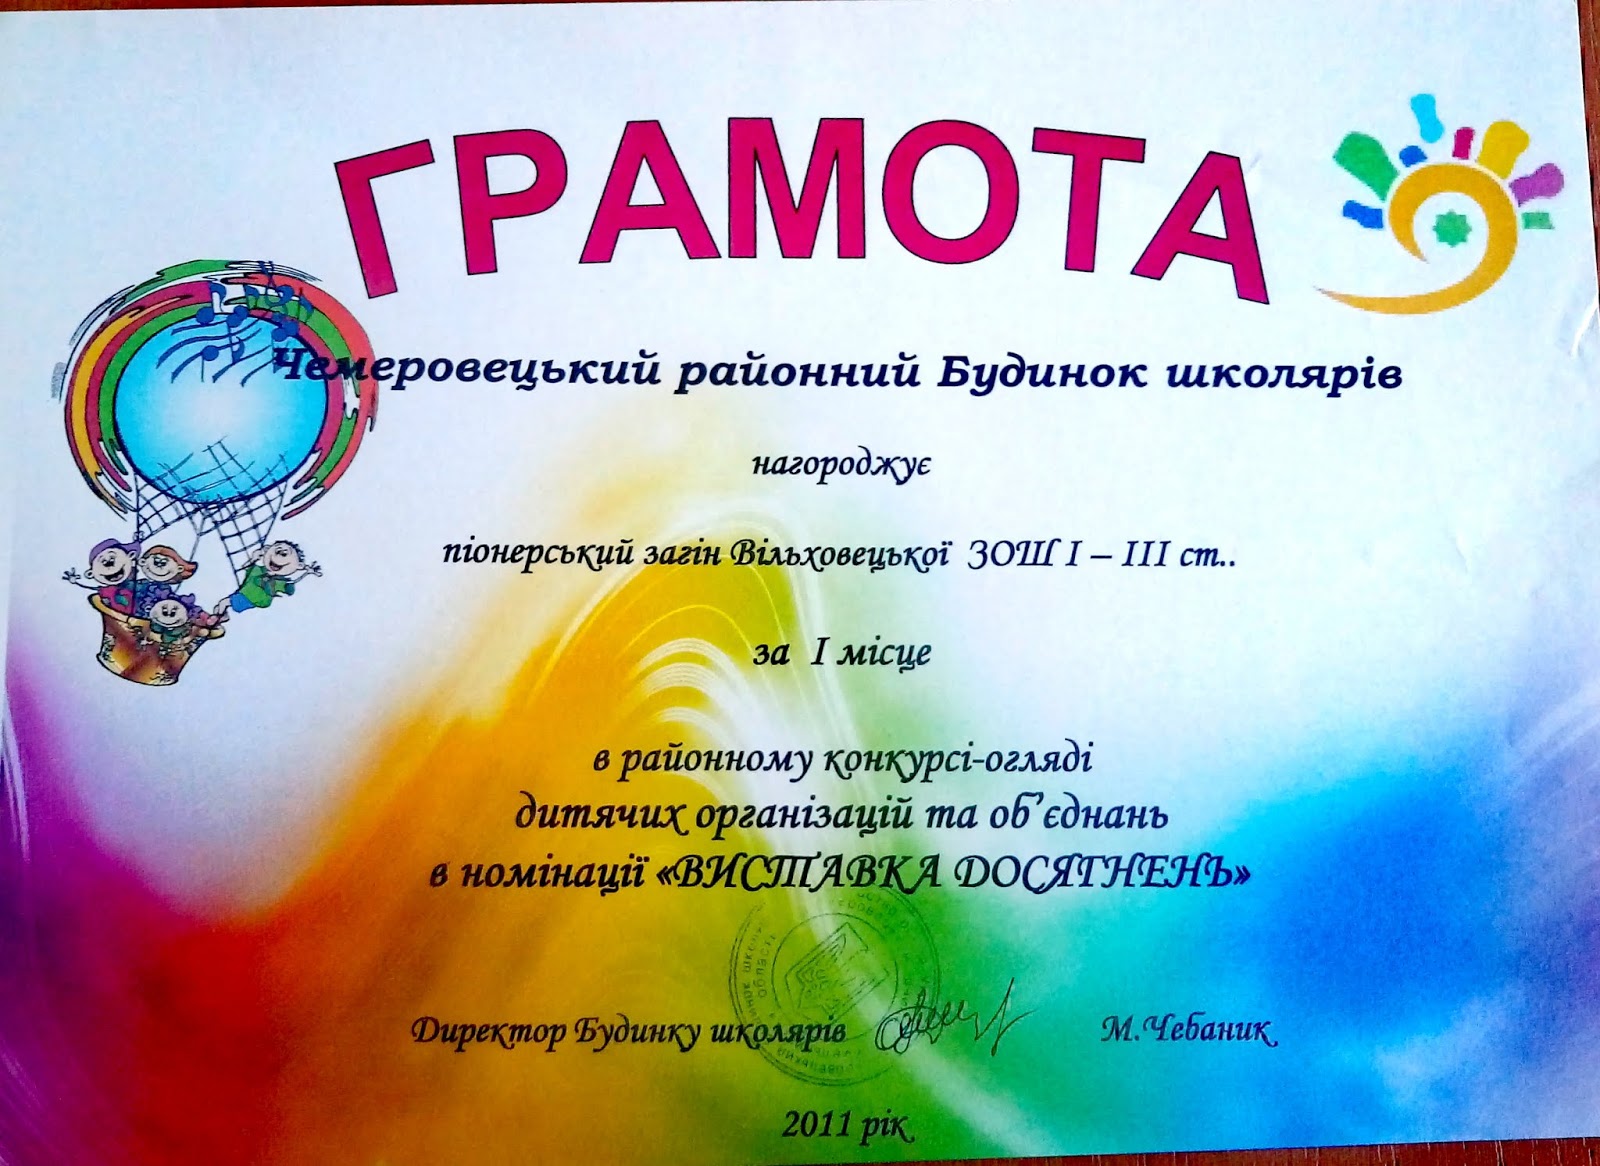 ГРАМОТА
Чемеровецький районний Будинок школярів
нагороджує
піонерський загін Вільховецької ЗОШ І – ІІІ ст..
за І місце
в районному конкурсі-огляді
дитячих організацій та об’єднань
в номінації «ВИСТАВКА ДОСЯГНЕНЬ»
Директор Будинку школярів М.Чебаник
2011 рік